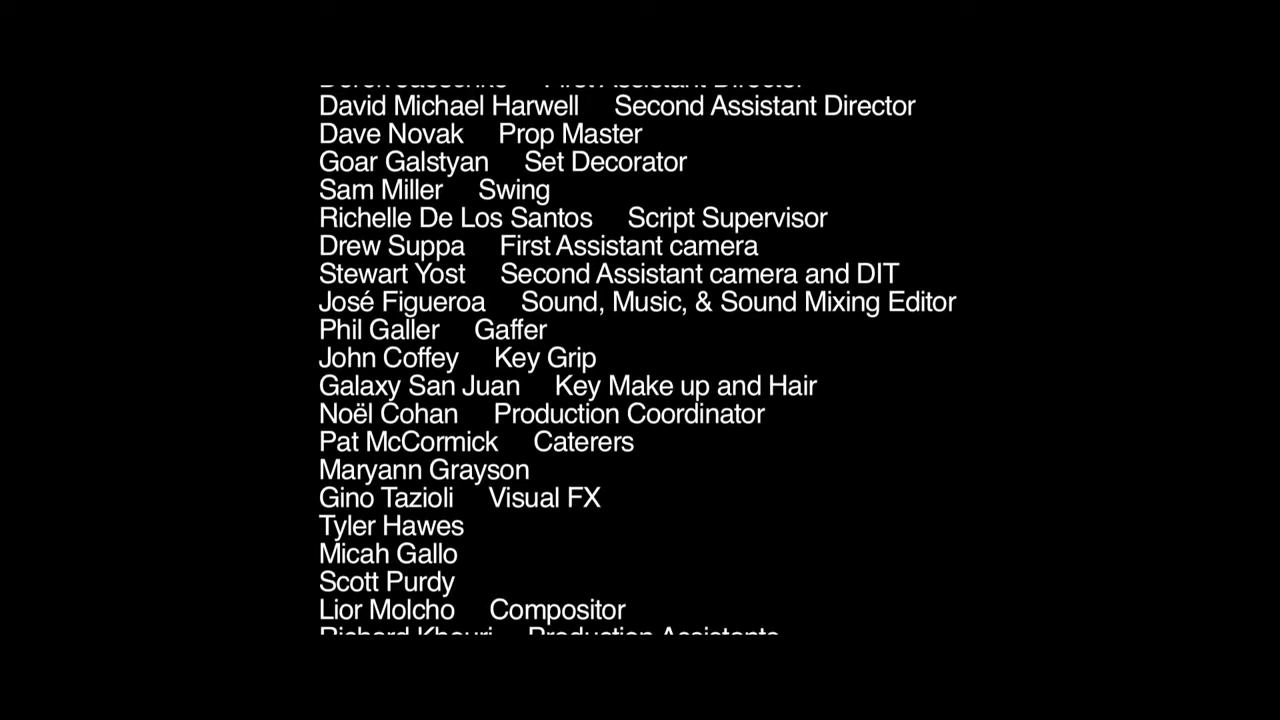 David Michael Harwell Second Assistant Director
Dave Novak Prop Master
Goar Galstyan Set Decorator
Sam Miller Swing
Richelle De Los Santos Script Supervisor
Drew Suppa First Assistant camera
Stewart Yost Second Assistant camera and DIT
José Figueroa Sound, Music, & Sound Mixing Editor
Phil Galler Gaffer
John Coffey Key Grip
Galaxy San Juan Key Make up and Hair
Noël Cohan Production Coordinator
Pat McCormick Caterers
Maryann Grayson
Gino Tazioli Visual FX
Tyler Hawes
Micah Gallo
Scott Purdy
Lior Molcho Compositor
Richard Khouri Production Assistants